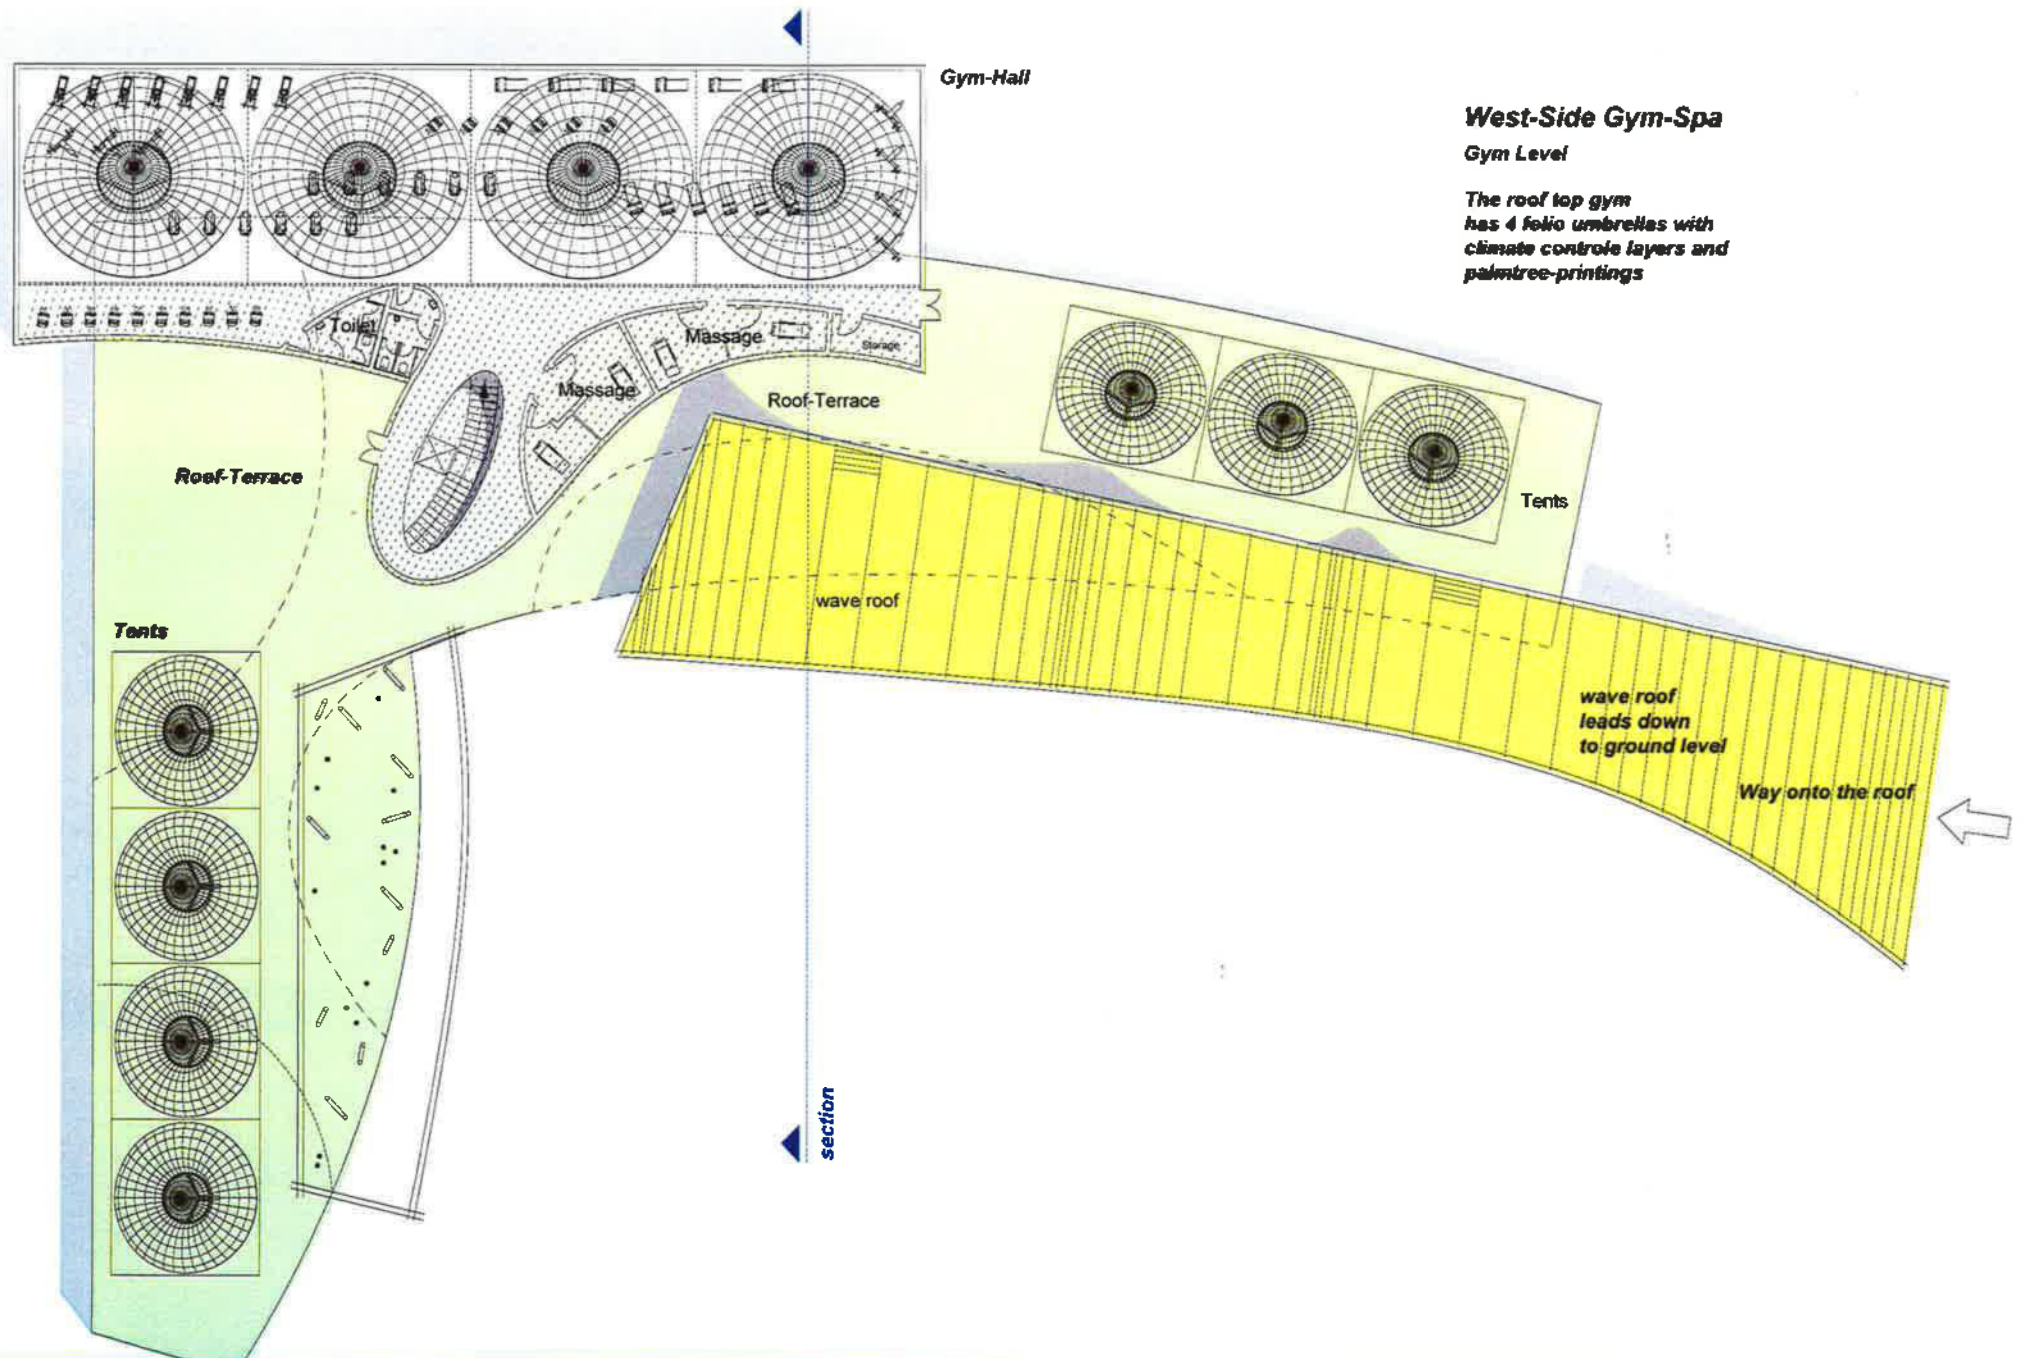 Gym-Hall
West-Side Gym-Spa
Gym Level
The roof top gym
has 4 folio umbrellas with
climate controle layers and
palmtree-printings
Toilet
Massage
Storage
Massage
Roof-Terrace
Roof-Terrace
Tents
wave roof
Tents
wave roof
leads down
to ground level
Way onto the roof
section